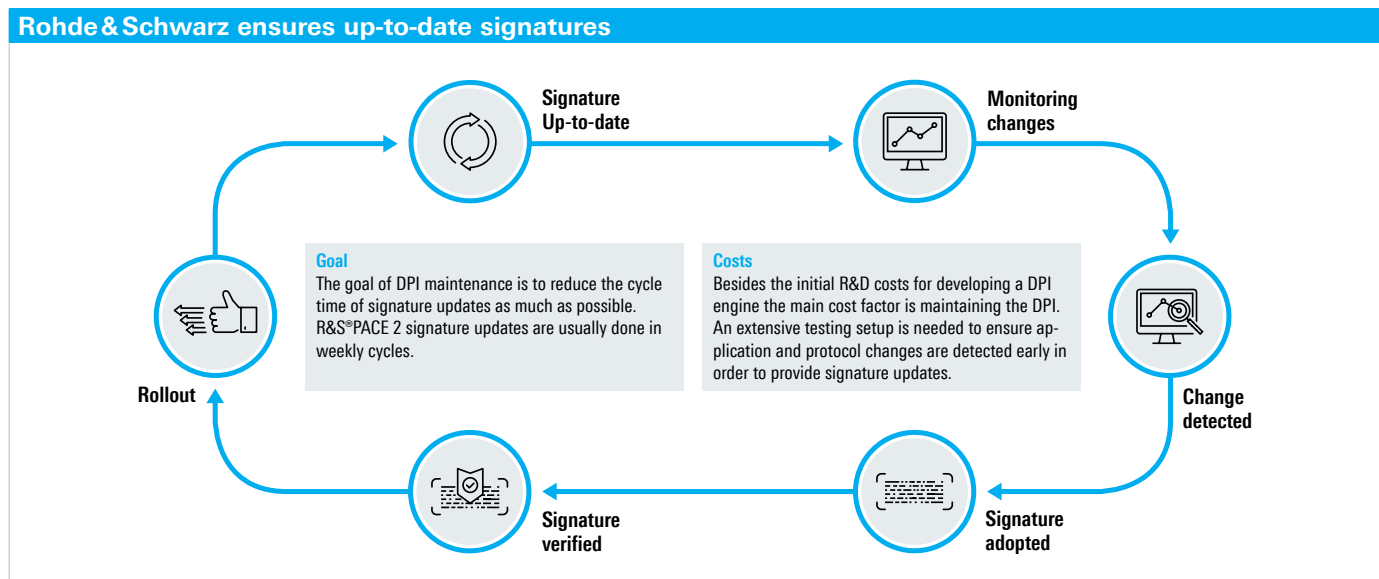 Rohde & Schwarz ensures up-to-date signatures
Signature
Up-to-date
Monitoring
changes
Goal
The goal of DPI maintenance is to reduce the cycle
time of signature updates as much as possible.
R&S®PACE 2 signature updates are usually done in
weekly cycles.
Costs
Besides the initial R&D costs for developing a DPI
engine the main cost factor is maintaining the DPI.
An extensive testing setup is needed to ensure ap-
plication and protocol changes are detected early in
order to provide signature updates.
Rollout
Change
detected
Signature
verified
Signature
adopted